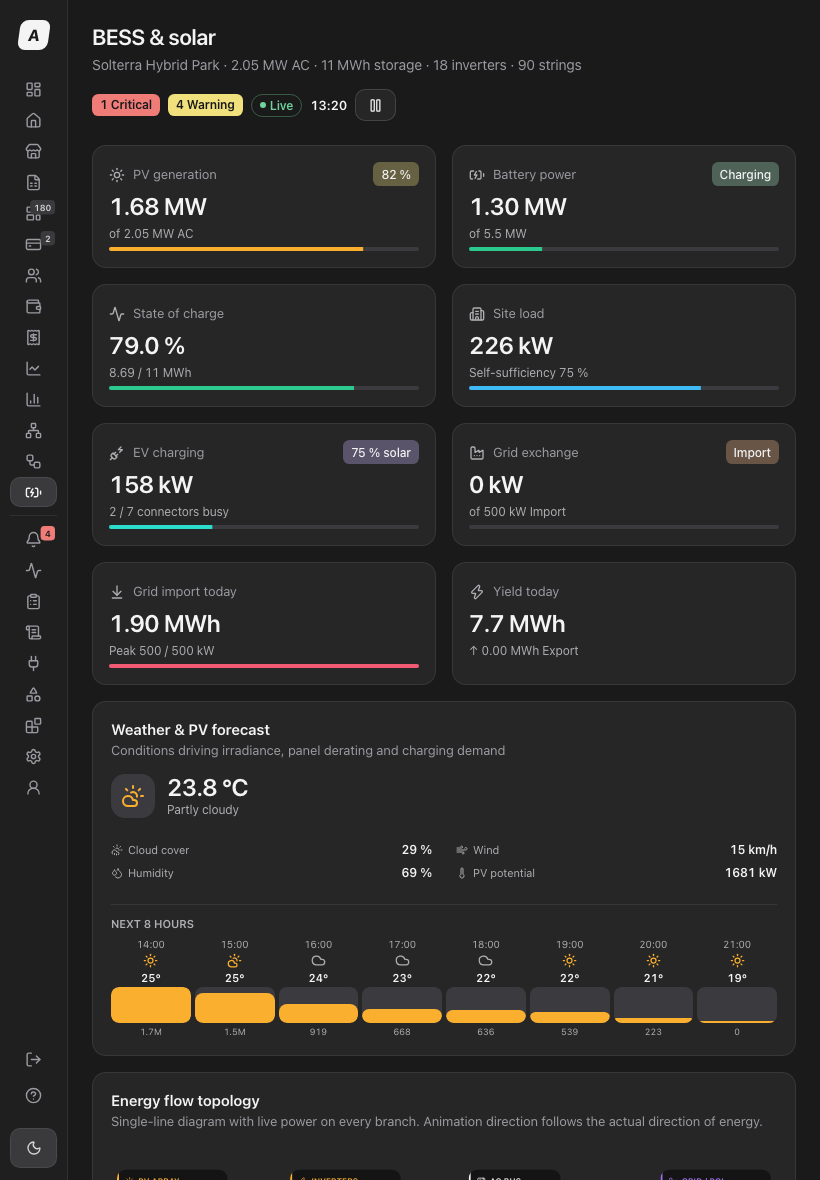 A
BESS & solar
Solterra Hybrid Park · 2.05 MW AC · 11 MWh storage · 18 inverters · 90 strings
1 Critical
4 Warning
Live
13:20
180
2
4
PV generation
82 %
1.68 MW
of 2.05 MW AC
Battery power
Charging
1.30 MW
of 5.5 MW
State of charge
79.0 %
8.69 / 11 MWh
Site load
226 kW
Self-sufficiency 75 %
EV charging
75 % solar
158 kW
2 / 7 connectors busy
Grid exchange
Import
0 kW
of 500 kW Import
Grid import today
1.90 MWh
Peak 500 / 500 kW
Yield today
7.7 MWh
↑ 0.00 MWh Export
Weather & PV forecast
Conditions driving irradiance, panel derating and charging demand
23.8 °C
Partly cloudy
Cloud cover 29 %
Wind 15 km/h
Humidity 69 %
PV potential 1681 kW
NEXT 8 HOURS
14:00 15:00 16:00 17:00 18:00 19:00 20:00 21:00
25° 25° 24° 23° 22° 22° 21° 19°
1.7M 1.5M 919 668 636 539 223 0
Energy flow topology
Single-line diagram with live power on every branch. Animation direction follows the actual direction of energy.